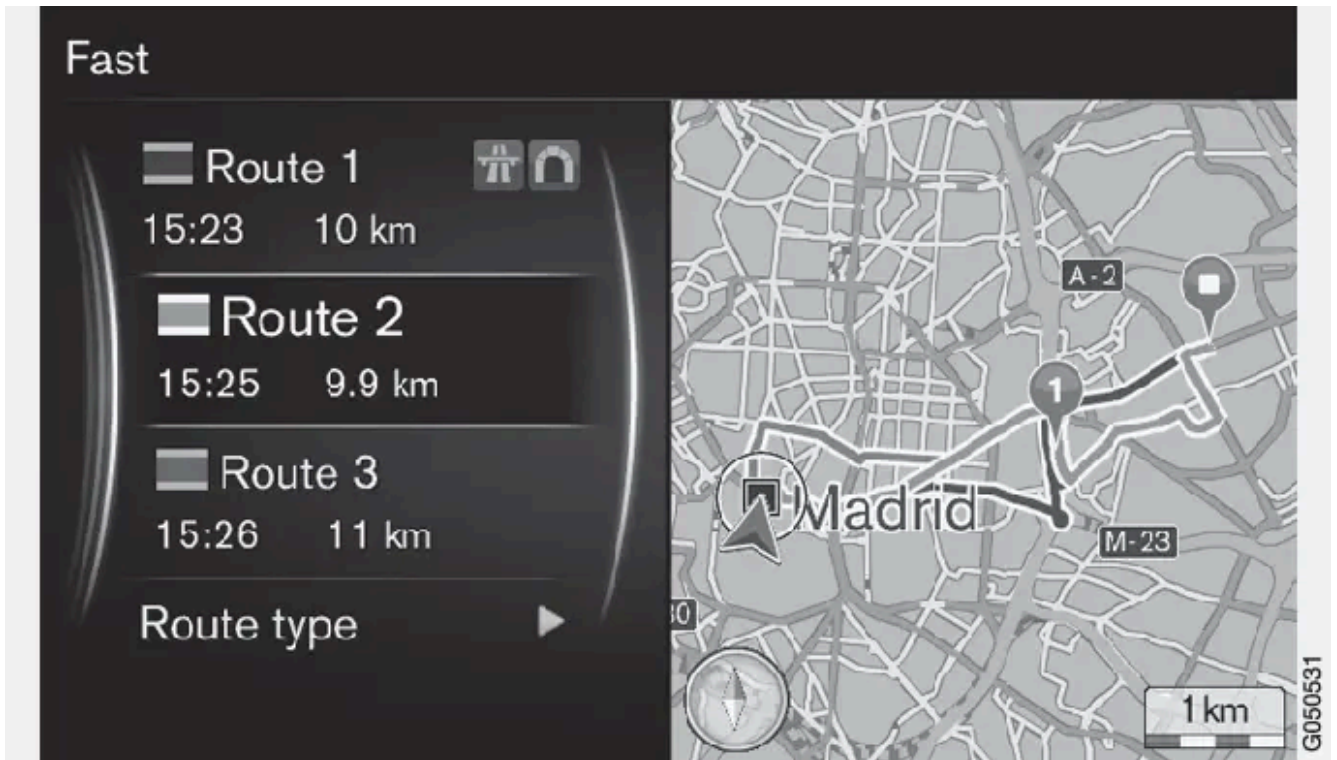 Fast
Route 1
15:23 10 km
Route 2
15:25 9.9 km
Route 3
15:26 11 km
Route type
A-2
1
Madrid
M-23
30
1 km
G050531